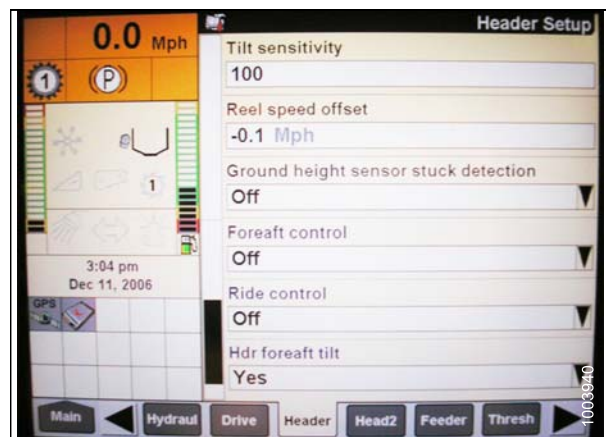 Header Setup
0.0 Mph
1
(P)
1
3:04 pm
Dec 11, 2006
GPS
Tilt sensitivity
100
Reel speed offset
-0.1 Mph
Ground height sensor stuck detection
Off
Foreaft control
Off
Ride control
Off
Hdr foreaft tilt
Yes
Main
Hydraul
Drive
Header
Head2
Feeder
Thresh
1003940